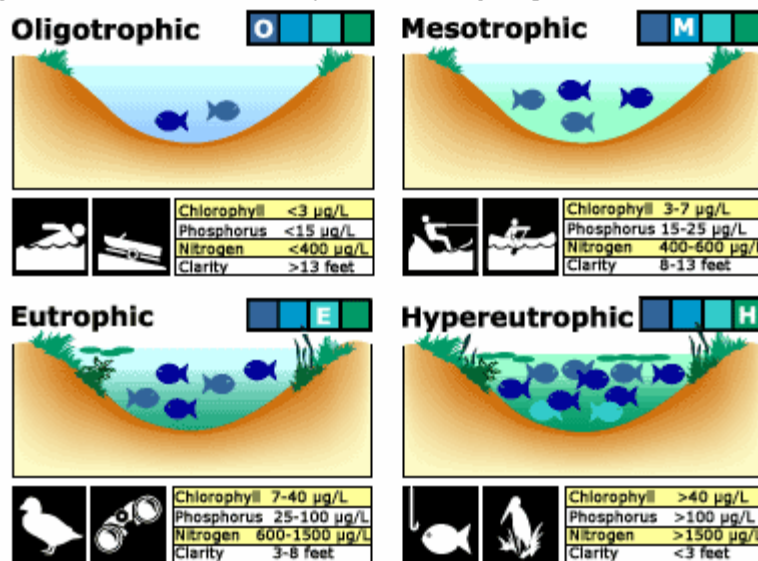 Oligotrophic O
Mesotrophic M
Chlorophyll <3 µg/L
Phosphorus <15 µg/L
Nitrogen <400 µg/L
Clarity >13 feet
Chlorophyll 3-7 µg/L
Phosphorus 15-25 µg/L
Nitrogen 400-600 µg/L
Clarity 8-13 feet
Eutrophic E
Hypereutrophic H
Chlorophyll 7-40 µg/L
Phosphorus 25-100 µg/L
Nitrogen 600-1500 µg/L
Clarity 3-8 feet
Chlorophyll >40 µg/L
Phosphorus >100 µg/L
Nitrogen >1500 µg/L
Clarity <3 feet